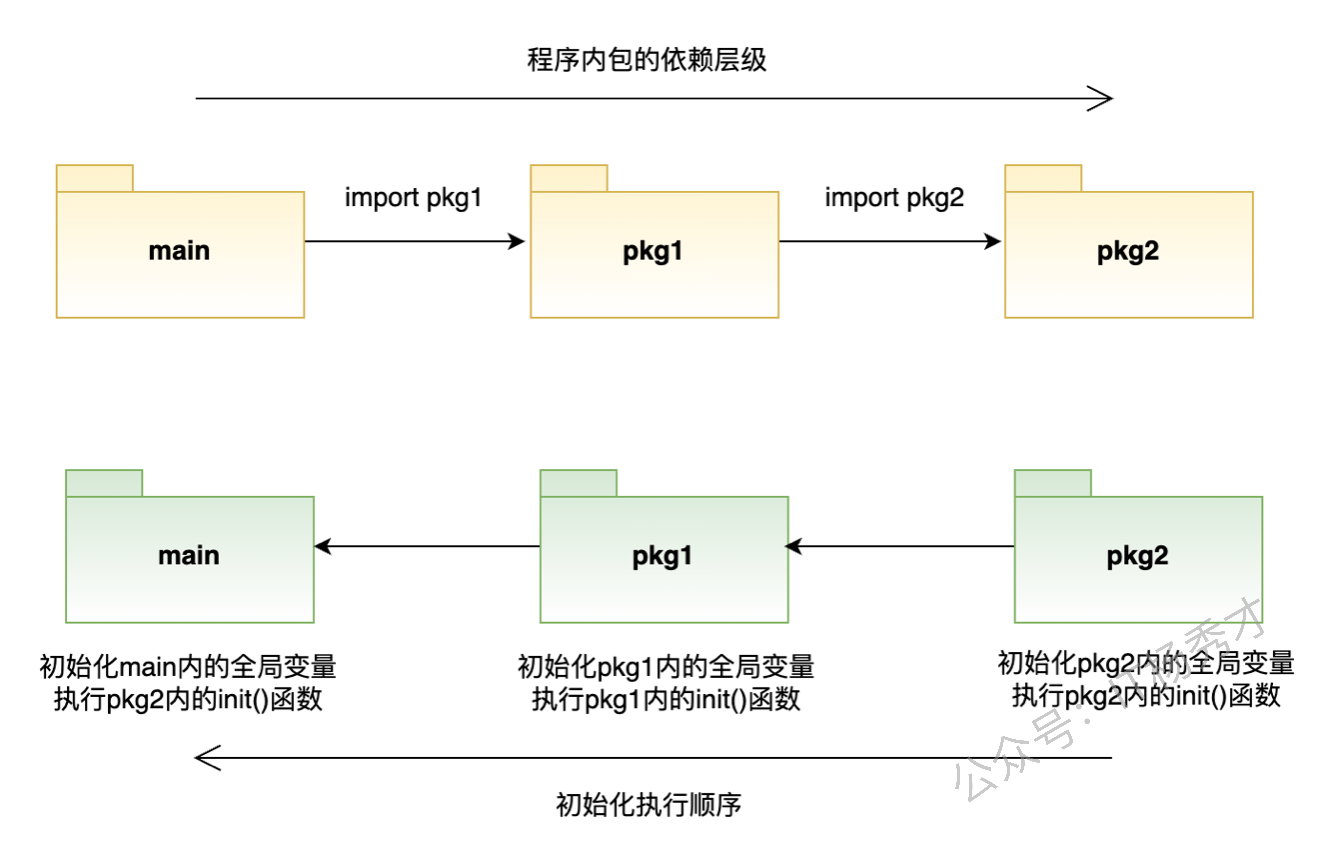 程序内包的依赖层级
import pkg1
import pkg2
main
pkg1
pkg2
main
pkg1
pkg2
初始化main内的全局变量
执行pkg2内的init()函数
初始化pkg1内的全局变量
执行pkg1内的init()函数
初始化pkg2内的全局变量
执行pkg2内的init()函数
公众号：IT杨秀才
初始化执行顺序